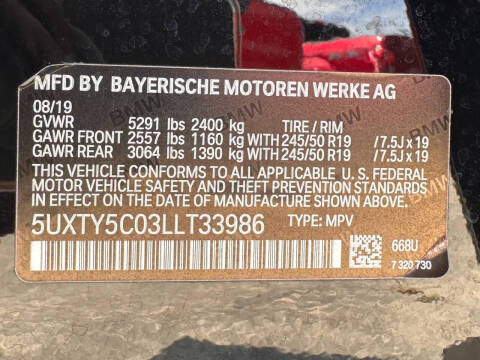 MFD BY BAYERISCHE MOTOREN WERKE AG
08/19
GVWR 5291 lbs 2400 kg TIRE / RIM
GAWR FRONT 2557 lbs 1160 kg WITH 245/50 R19 /7.5J x 19
GAWR REAR 3064 lbs 1390 kg WITH 245/50 R19 /7.5J x 19
THIS VEHICLE CONFORMS TO ALL APPLICABLE U. S. FEDERAL
MOTOR VEHICLE SAFETY AND THEFT PREVENTION STANDARDS
IN EFFECT ON THE DATE OF MANUFACTURE SHOWN ABOVE.
5UXTY5C03LLT33986 TYPE: MPV
668U
7 320 730